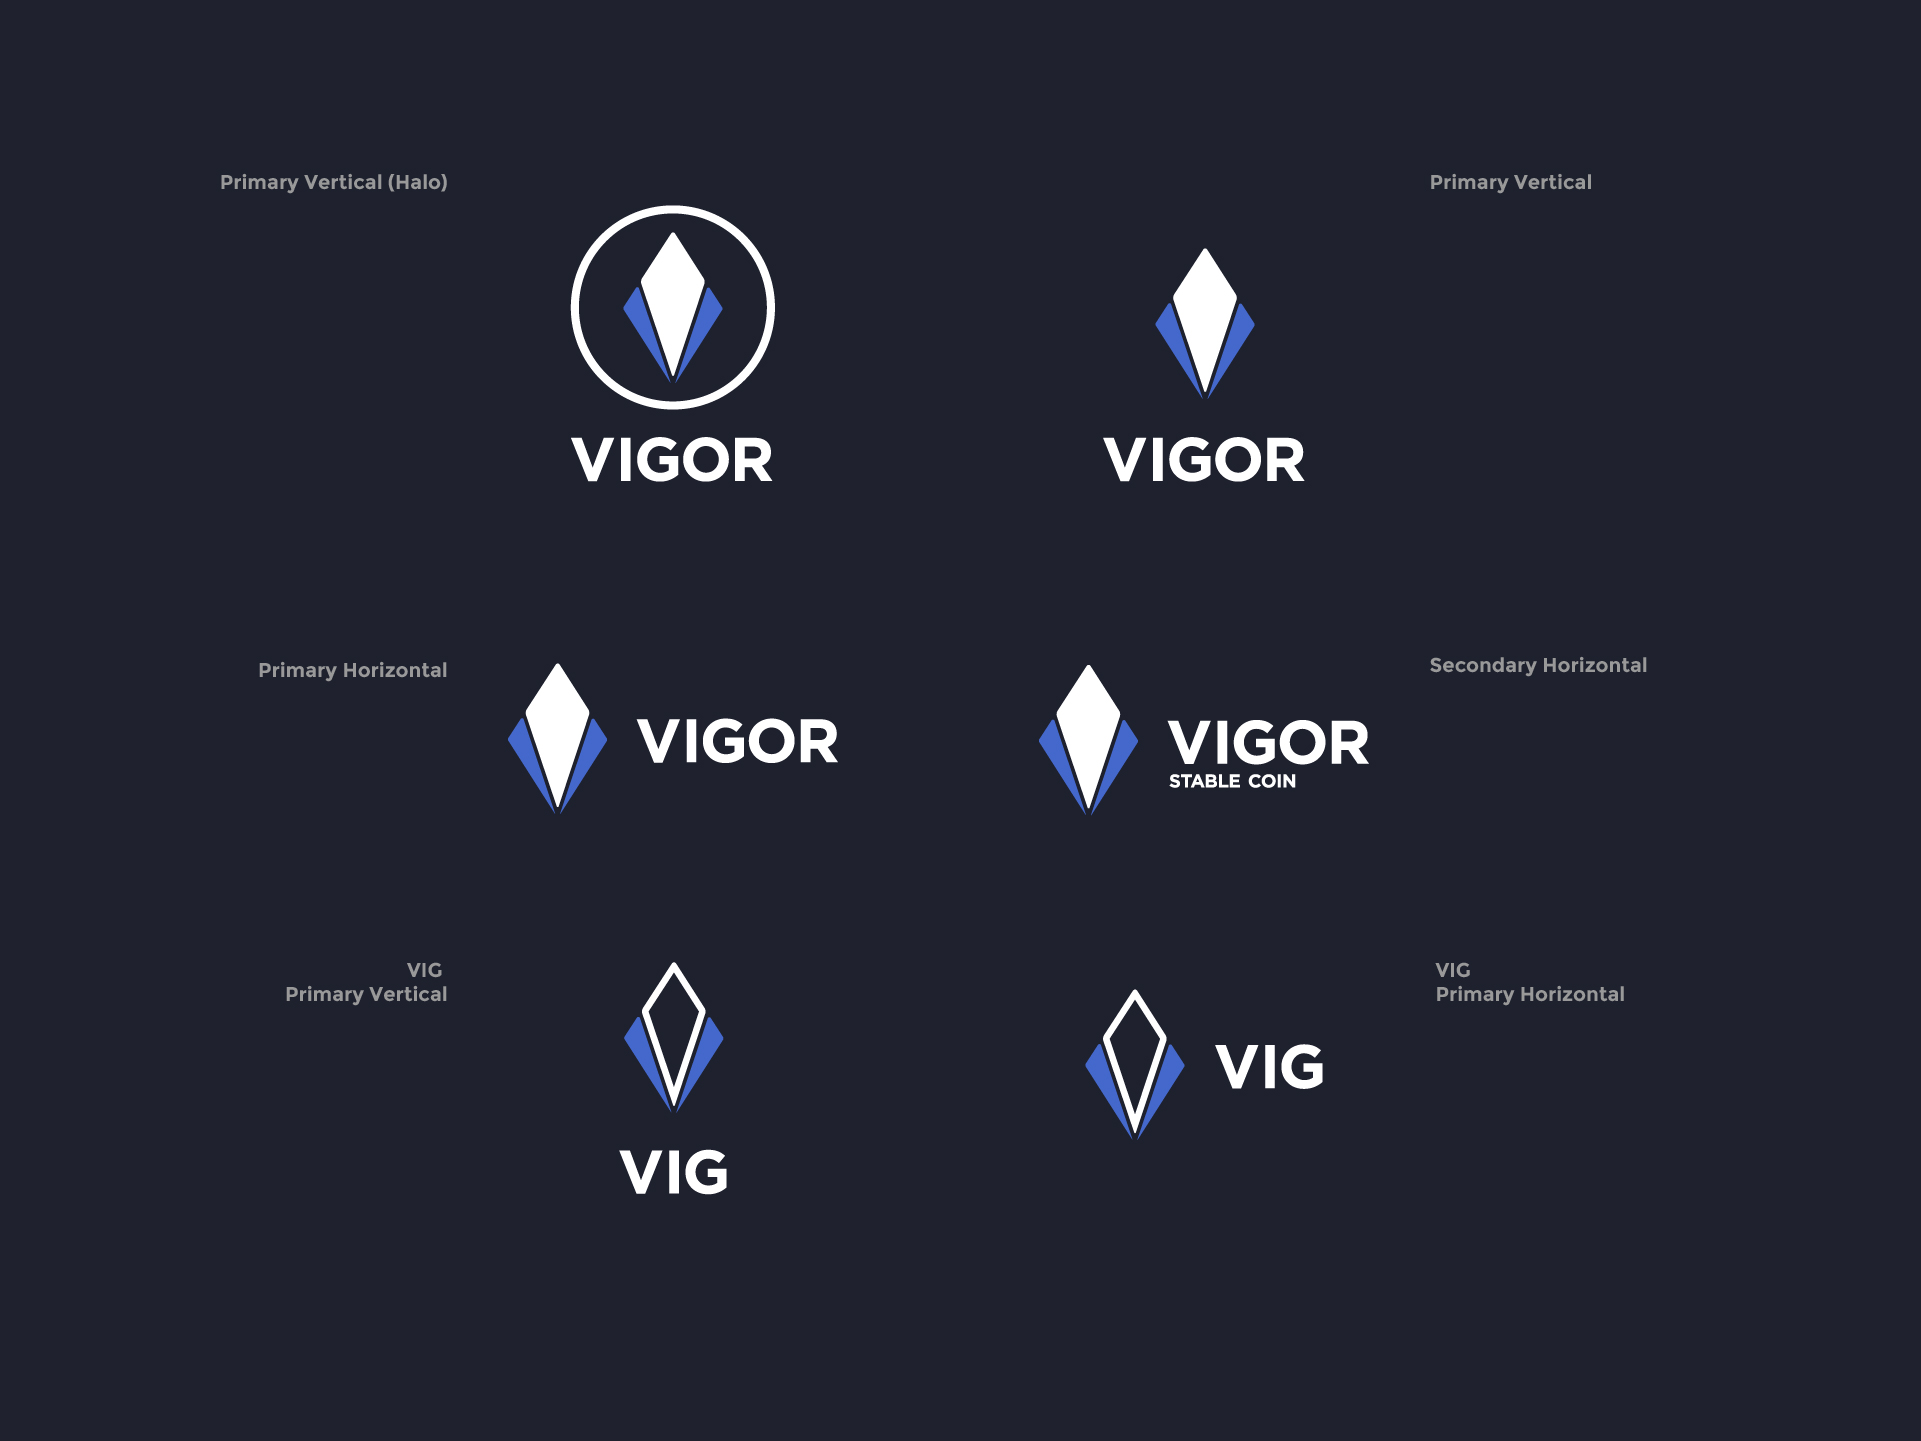 Primary Vertical (Halo)
VIGOR
Primary Vertical
VIGOR
Primary Horizontal
VIGOR
Secondary Horizontal
VIGOR
STABLE COIN
VIG
Primary Vertical
VIG
VIG
Primary Horizontal
VIG